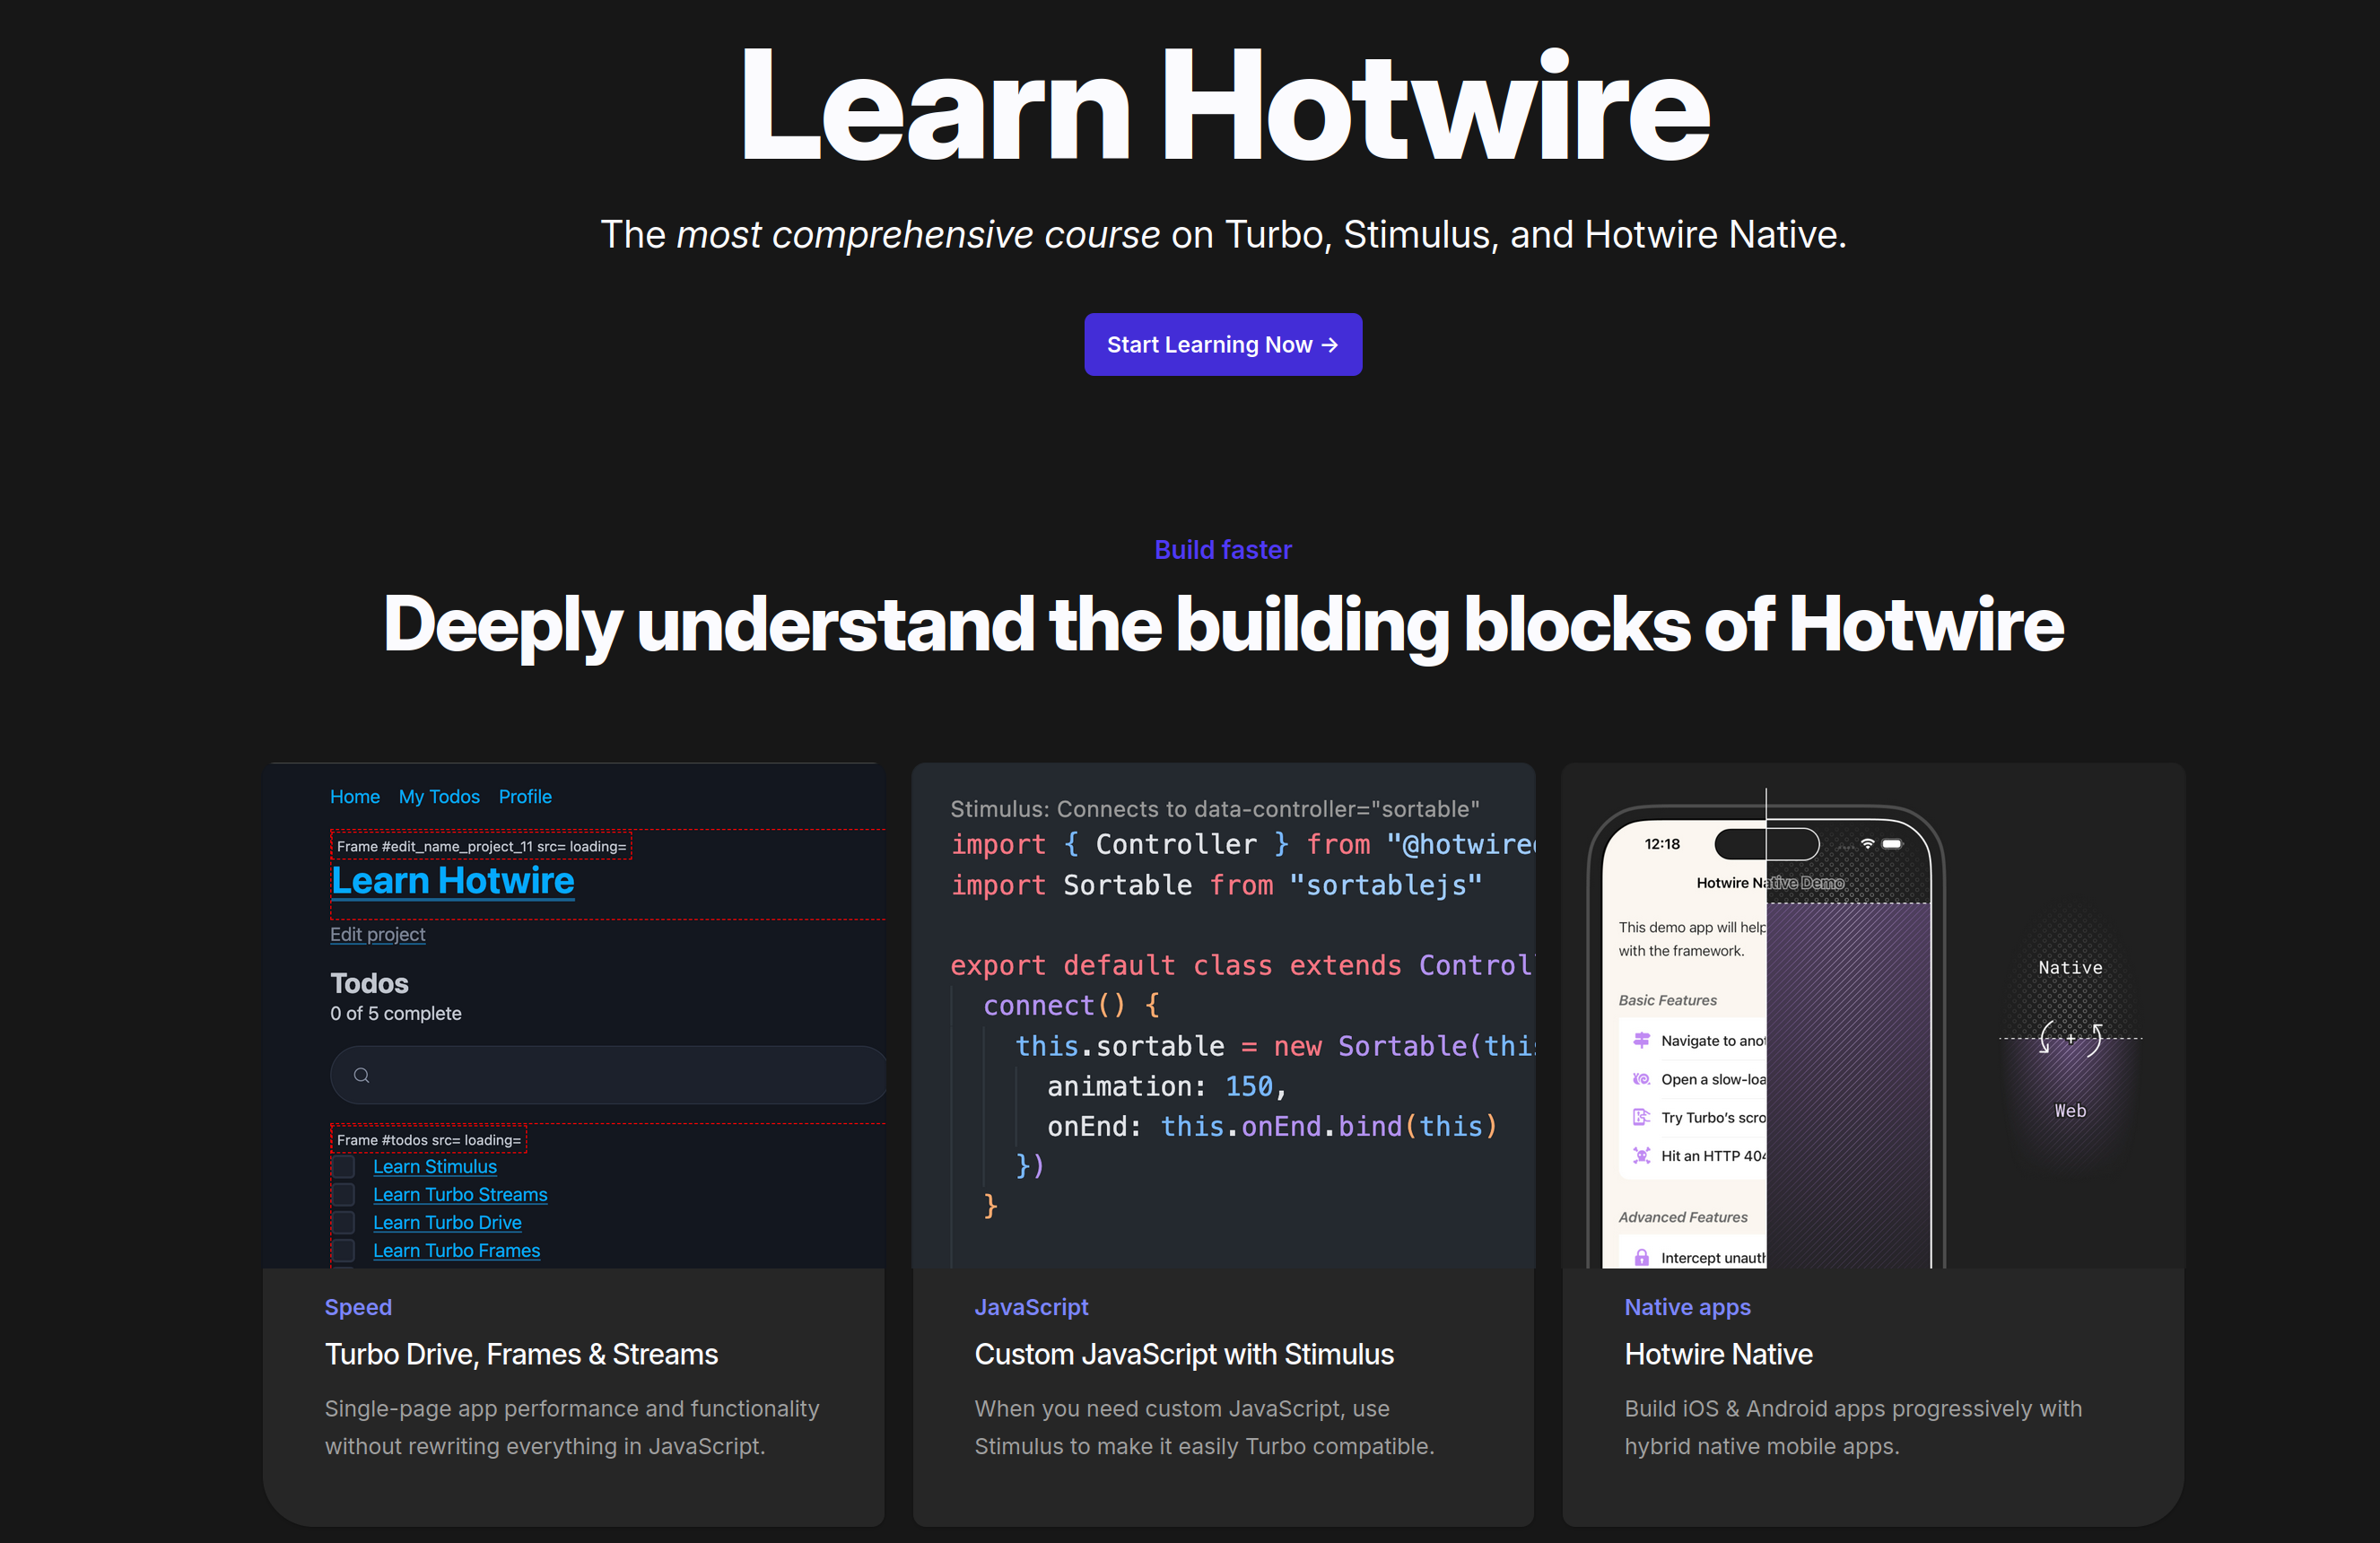 Learn Hotwire
The most comprehensive course on Turbo, Stimulus, and Hotwire Native.
Start Learning Now →
Build faster
Deeply understand the building blocks of Hotwire
Home My Todos Profile
Frame #edit_name_project_11 src= loading=
Learn Hotwire
Edit project
Todos
0 of 5 complete
Frame #todos src= loading=
Learn Stimulus
Learn Turbo Streams
Learn Turbo Drive
Learn Turbo Frames
Speed
Turbo Drive, Frames & Streams
Single-page app performance and functionality
without rewriting everything in JavaScript.
Stimulus: Connects to data-controller="sortable"
import { Controller } from "@hotwire
import Sortable from "sortablejs"
export default class extends Control
connect() {
this.sortable = new Sortable(this
animation: 150,
onEnd: this.onEnd.bind(this)
})
}
JavaScript
Custom JavaScript with Stimulus
When you need custom JavaScript, use
Stimulus to make it easily Turbo compatible.
12:18
Hotwire Native Demo
This demo app will help
with the framework.
Basic Features
Navigate to ano
Open a slow-loa
Try Turbo's scro
Hit an HTTP 404
Advanced Features
Intercept unauth
Native
+
Web
Native apps
Hotwire Native
Build iOS & Android apps progressively with
hybrid native mobile apps.